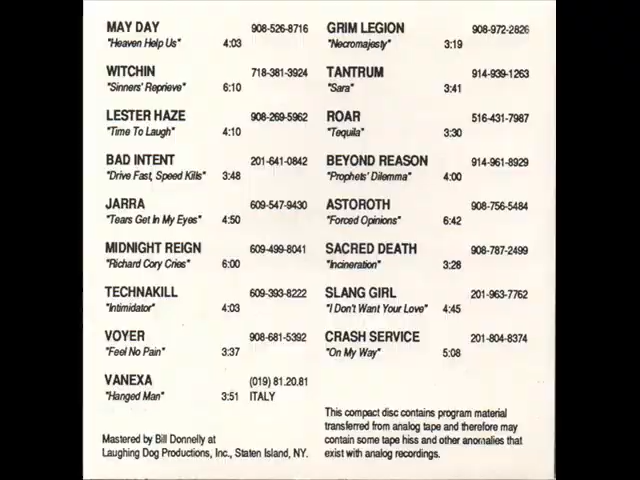 MAY DAY 908-526-8716
"Heaven Help Us" 4:03
WITCHIN 718-381-3924
"Sinners' Reprieve" 6:10
LESTER HAZE 908-269-5962
"Time To Laugh" 4:10
BAD INTENT 201-641-0842
"Drive Fast, Speed Kills" 3:48
JARRA 609-547-9430
"Tears Get In My Eyes" 4:50
MIDNIGHT REIGN 609-499-8041
"Richard Cory Cries" 6:00
TECHNAKILL 609-393-8222
"Intimidator" 4:03
VOYER 908-681-5392
"Feel No Pain" 3:37
VANEXA (019) 81.20.81
"Hanged Man" 3:51 ITALY
Mastered by Bill Donnelly at
Laughing Dog Productions, Inc., Staten Island, NY.
GRIM LEGION 908-972-2826
"Necromajesty" 3:19
TANTRUM 914-939-1263
"Sara" 3:41
ROAR 516-431-7987
"Tequila" 3:30
BEYOND REASON 914-961-8929
"Prophets' Dilemma" 4:00
ASTOROTH 908-756-5484
"Forced Opinions" 6:42
SACRED DEATH 908-787-2499
"Incineration" 3:28
SLANG GIRL 201-963-7762
"I Don't Want Your Love" 4:45
CRASH SERVICE 201-804-8374
"On My Way" 5:08
This compact disc contains program material
transferred from analog tape and therefore may
contain some tape hiss and other anomalies that
exist with analog recordings.